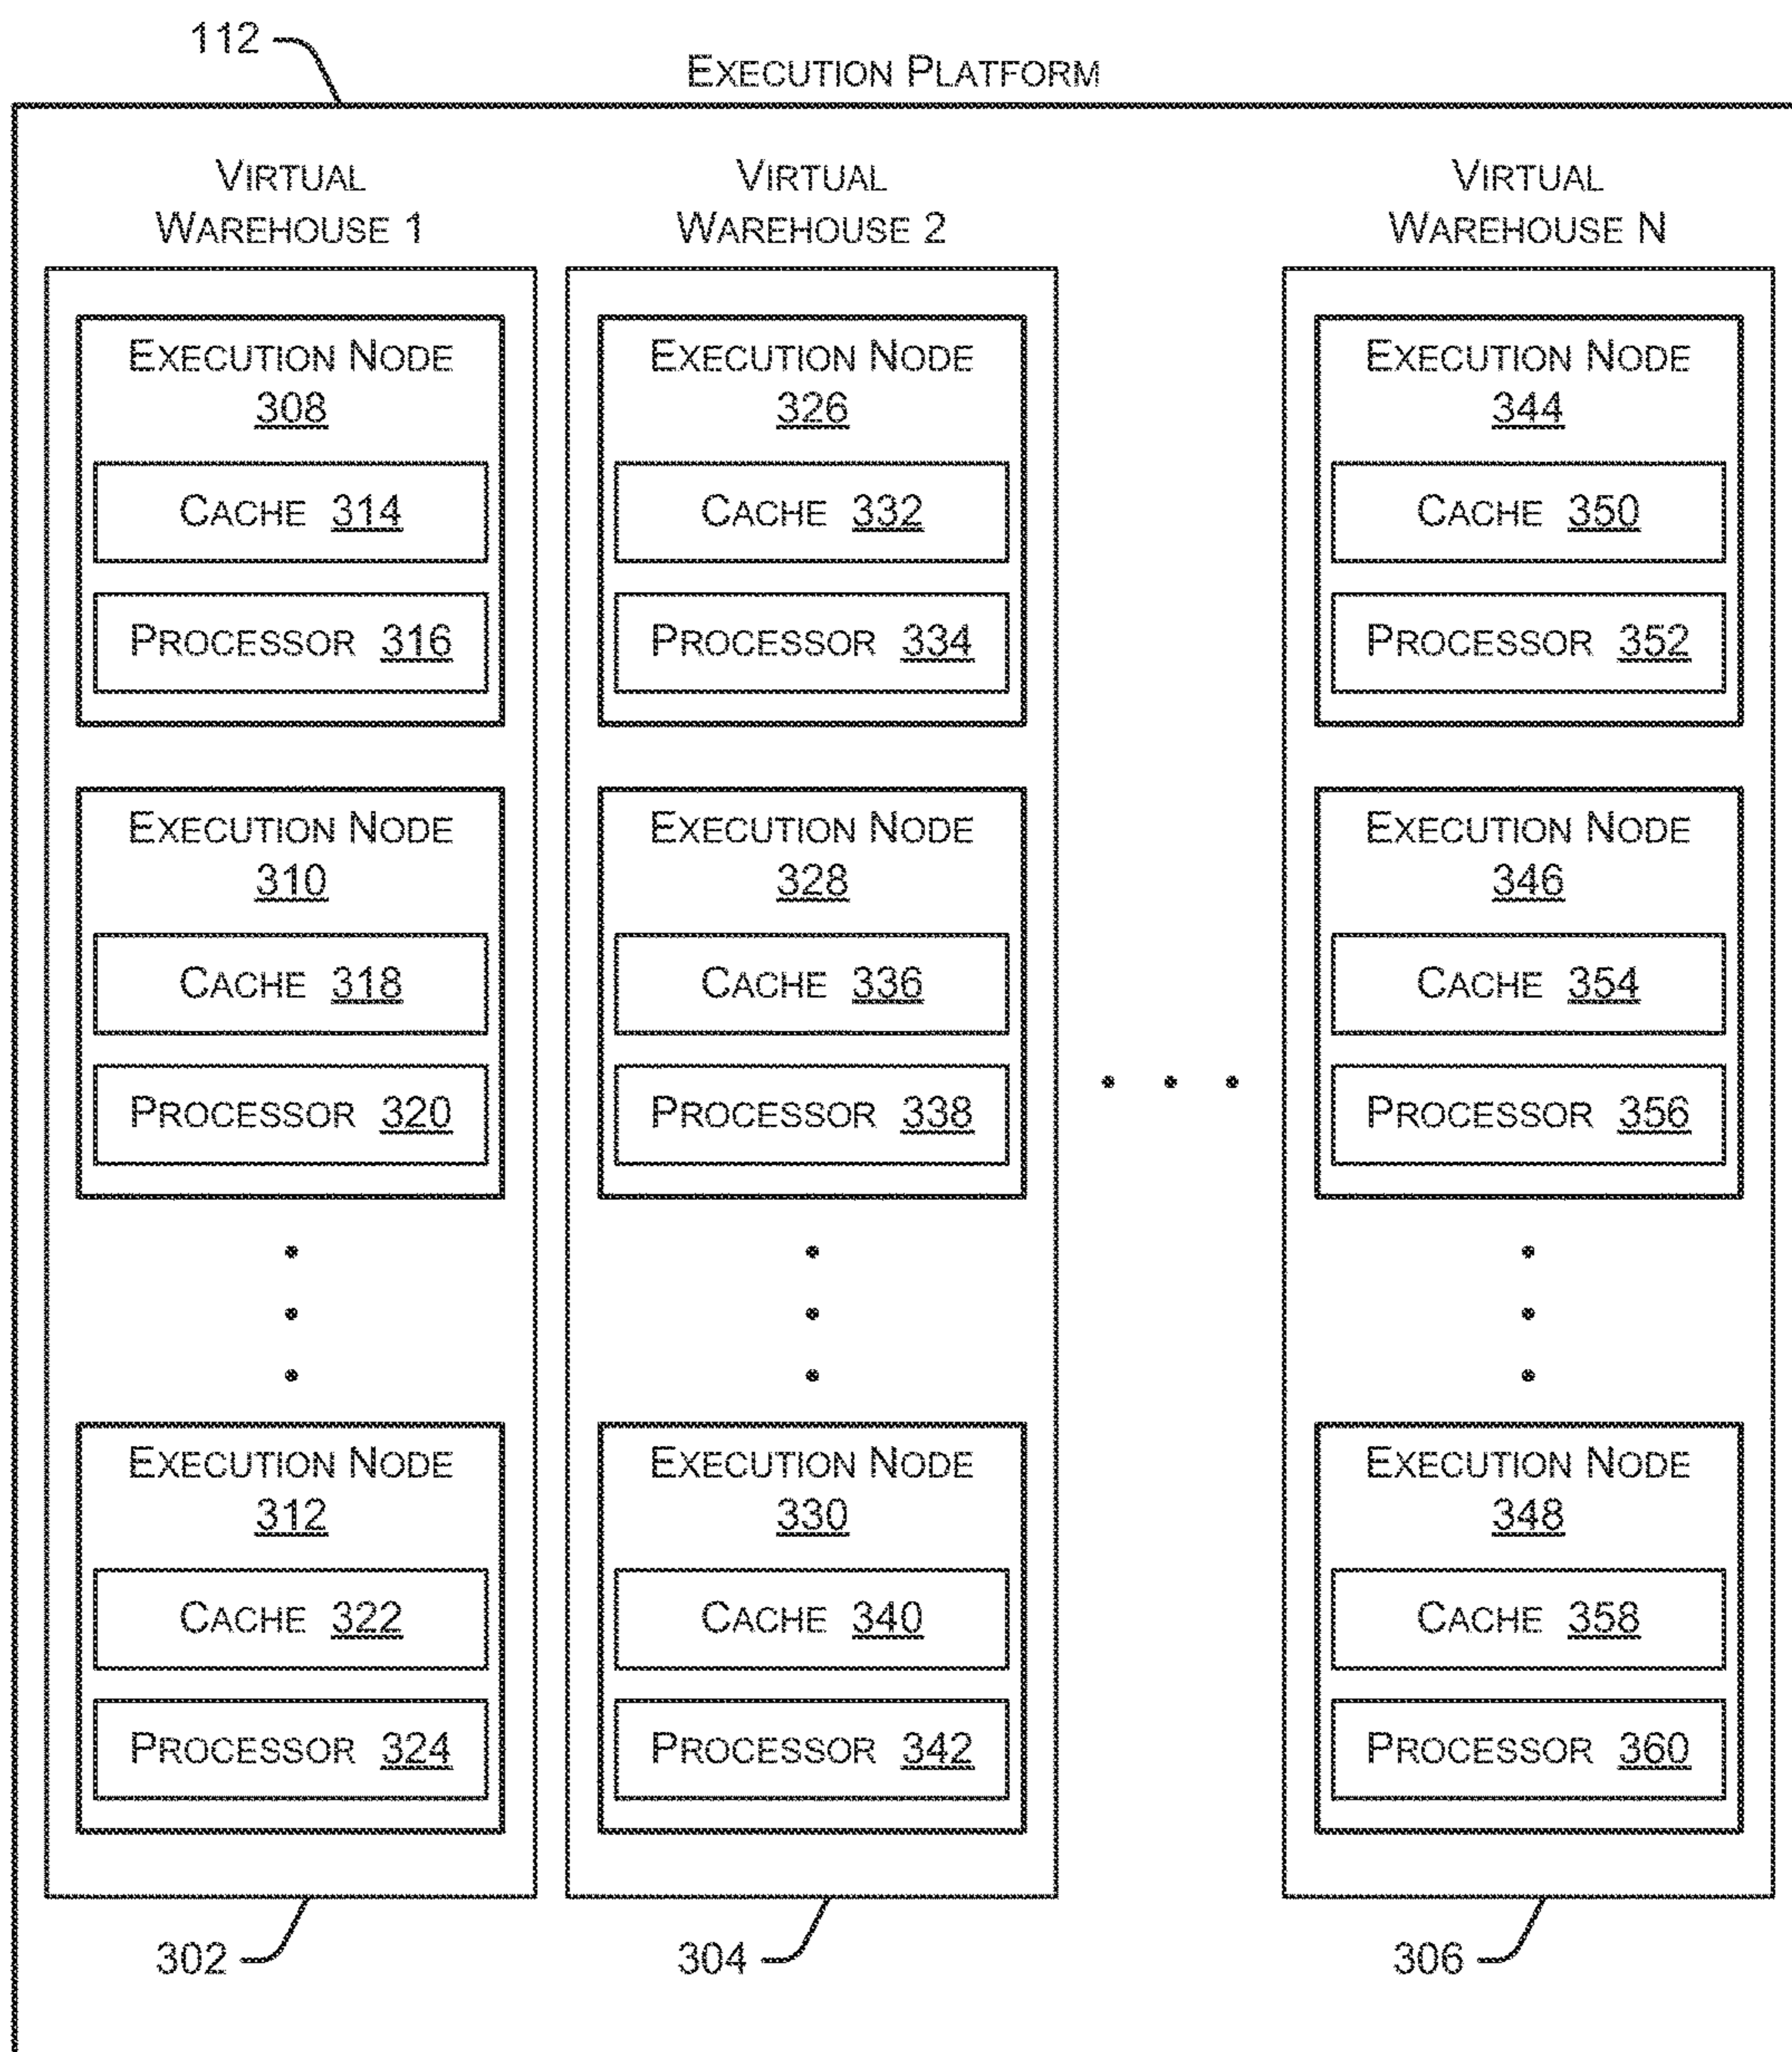 112
EXECUTION PLATFORM
VIRTUAL
WAREHOUSE 1
EXECUTION NODE
308
CACHE 314
PROCESSOR 316
EXECUTION NODE
310
CACHE 318
PROCESSOR 320
EXECUTION NODE
312
CACHE 322
PROCESSOR 324
302
VIRTUAL
WAREHOUSE 2
EXECUTION NODE
326
CACHE 332
PROCESSOR 334
EXECUTION NODE
328
CACHE 336
PROCESSOR 338
EXECUTION NODE
330
CACHE 340
PROCESSOR 342
304
VIRTUAL
WAREHOUSE N
EXECUTION NODE
344
CACHE 350
PROCESSOR 352
EXECUTION NODE
346
CACHE 354
PROCESSOR 356
EXECUTION NODE
348
CACHE 358
PROCESSOR 360
306